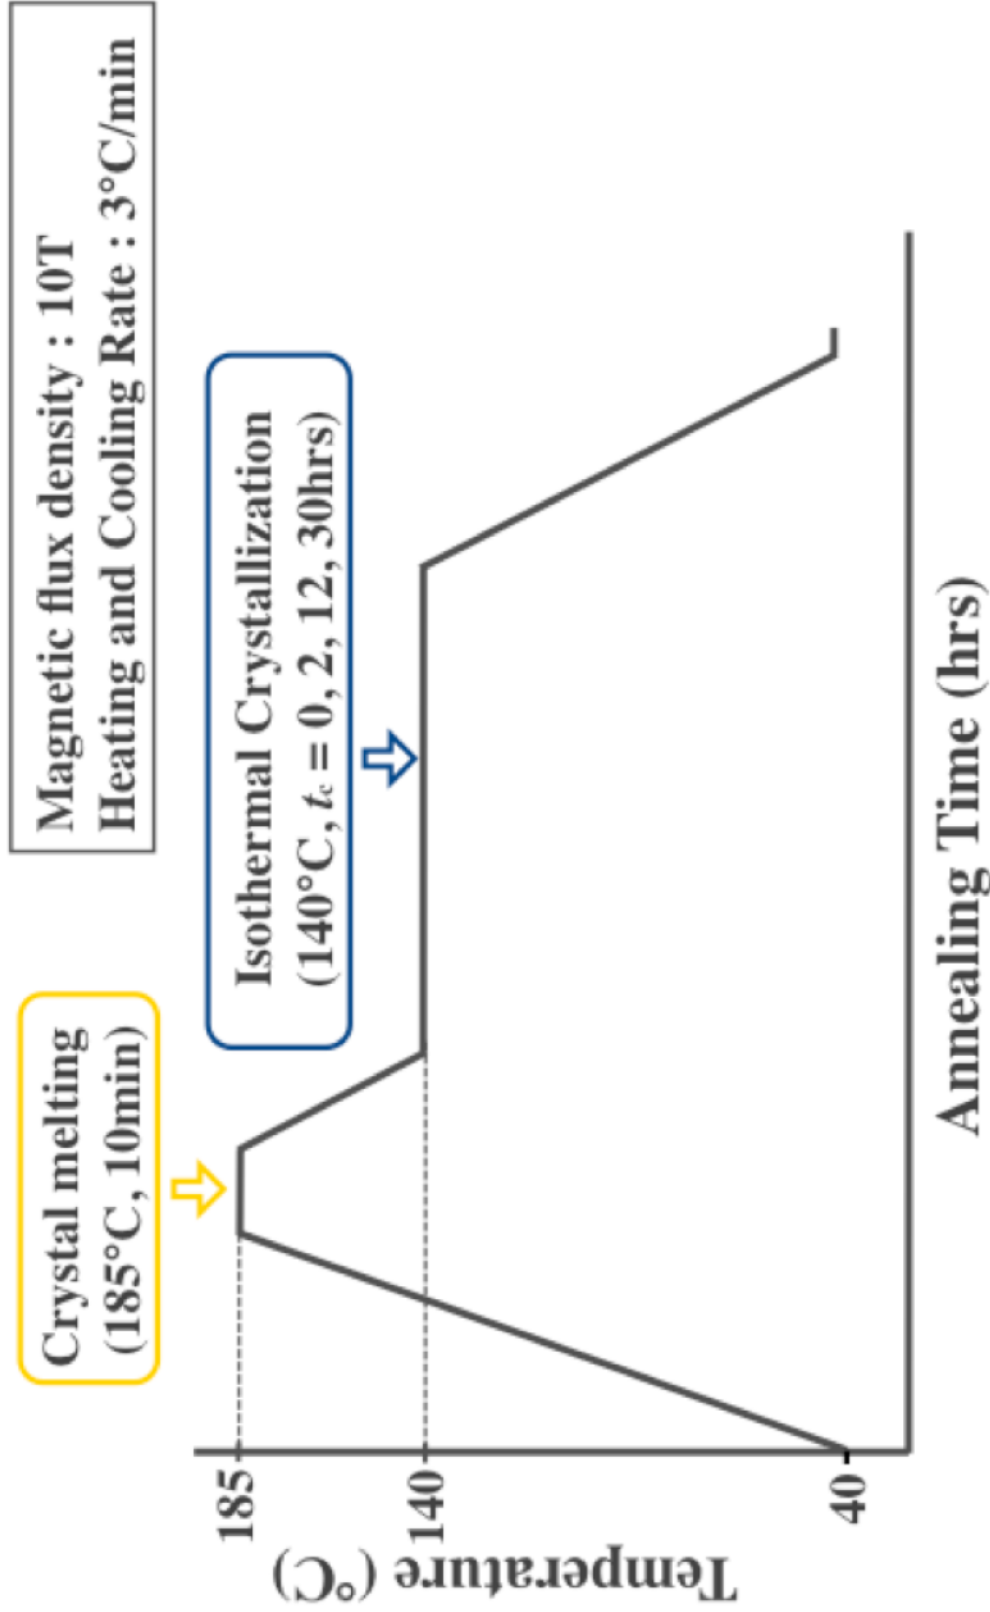 Magnetic flux density : 10T
Heating and Cooling Rate : 3°C/min
Crystal melting
(185°C, 10min)
Isothermal Crystallization
(140°C, tc = 0, 2, 12, 30hrs)
185
140
40
Temperature (°C)
Annealing Time (hrs)